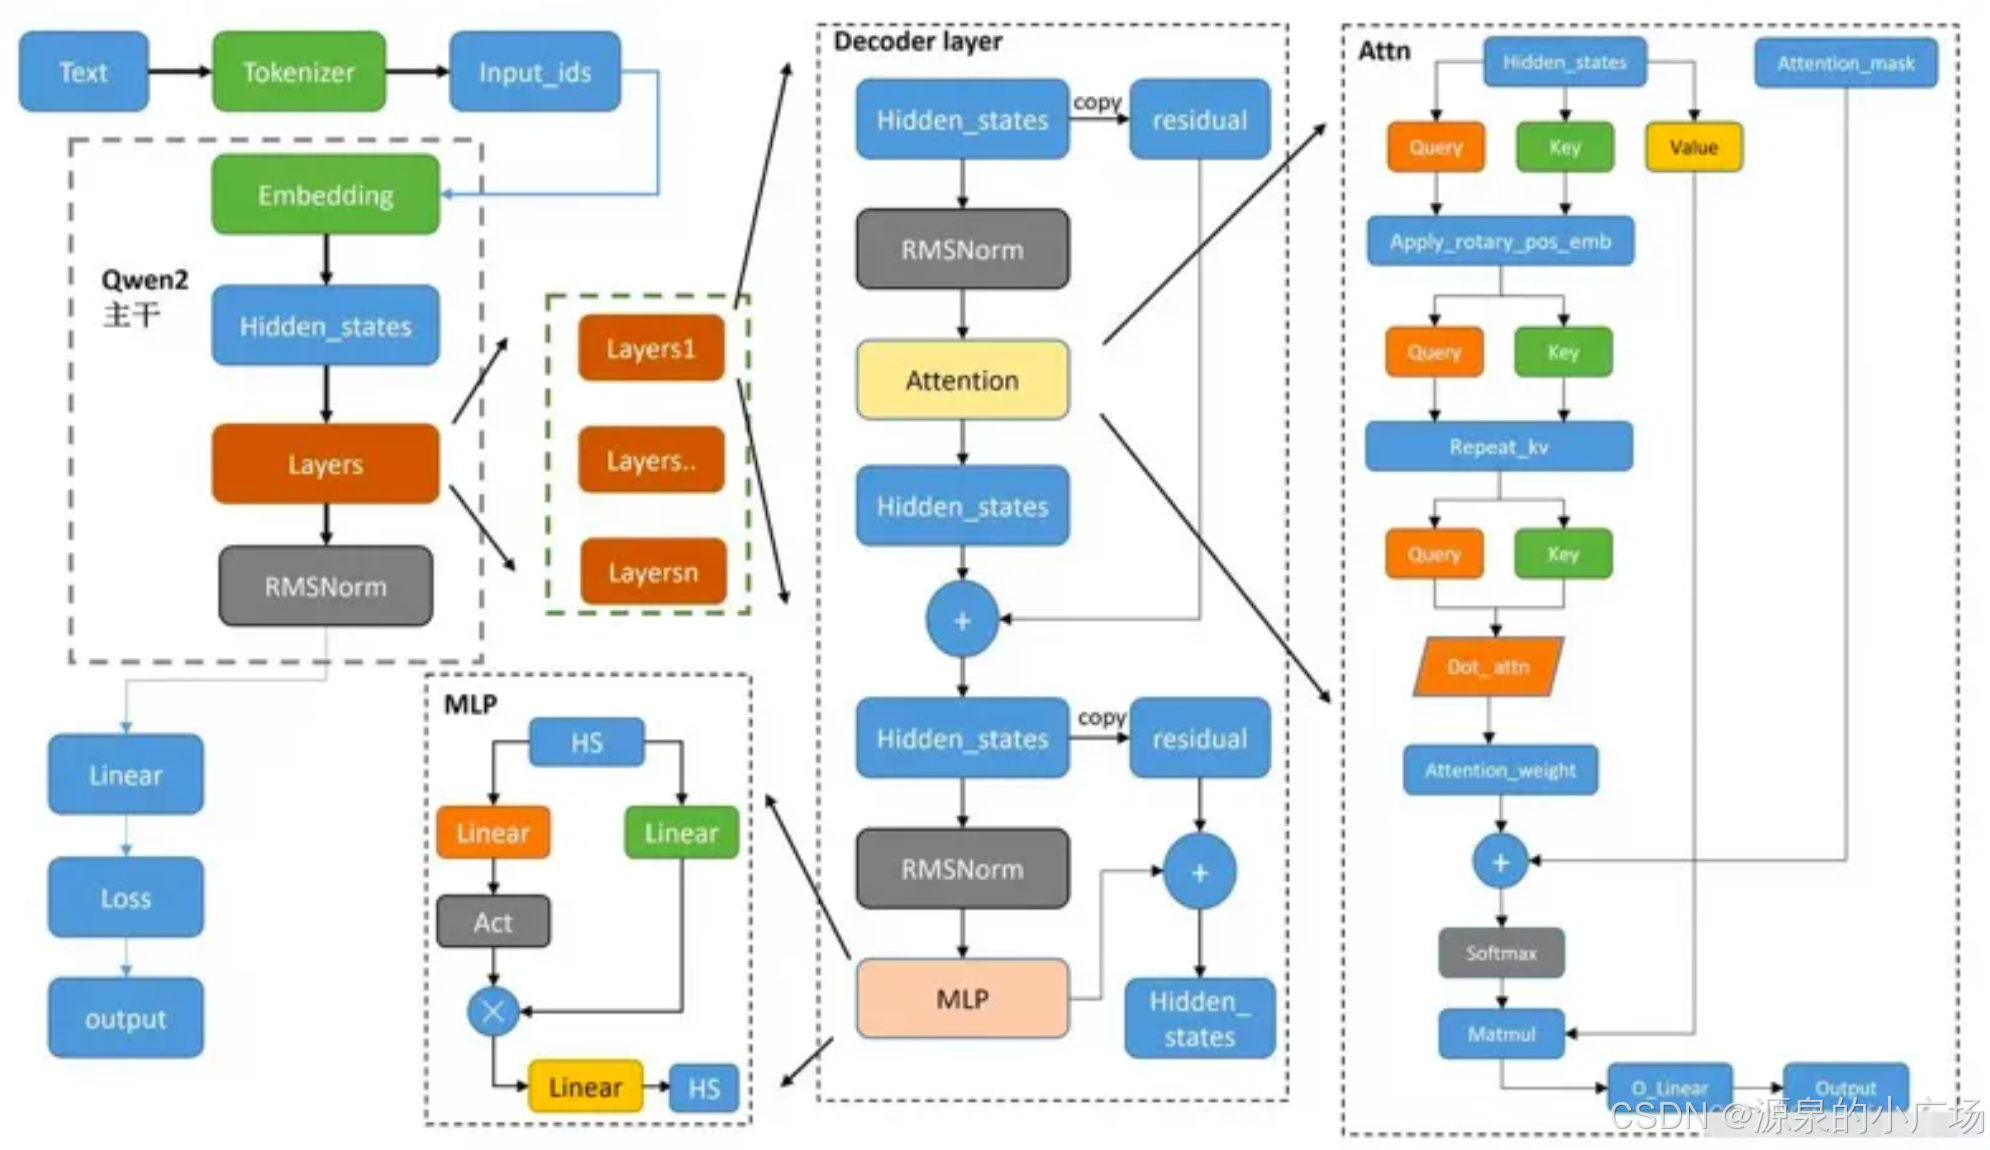 Text
Tokenizer
Input_ids
Qwen2
主干
Embedding
Hidden_states
Layers
RMSNorm
Linear
Loss
output
Layers1
Layers..
Layersn
MLP
HS
Linear
Linear
Act
×
Linear
HS
Decoder layer
Hidden_states
copy
residual
RMSNorm
Attention
Hidden_states
+
Hidden_states
copy
residual
RMSNorm
+
MLP
Hidden_
states
Attn
Hidden_states
Attention_mask
Query
Key
Value
Apply_rotary_pos_emb
Query
Key
Repeat_kv
Query
Key
Dot_attn
Attention_weight
+
Softmax
Matmul
O_Linear
Output
CSDN @源泉的小广场